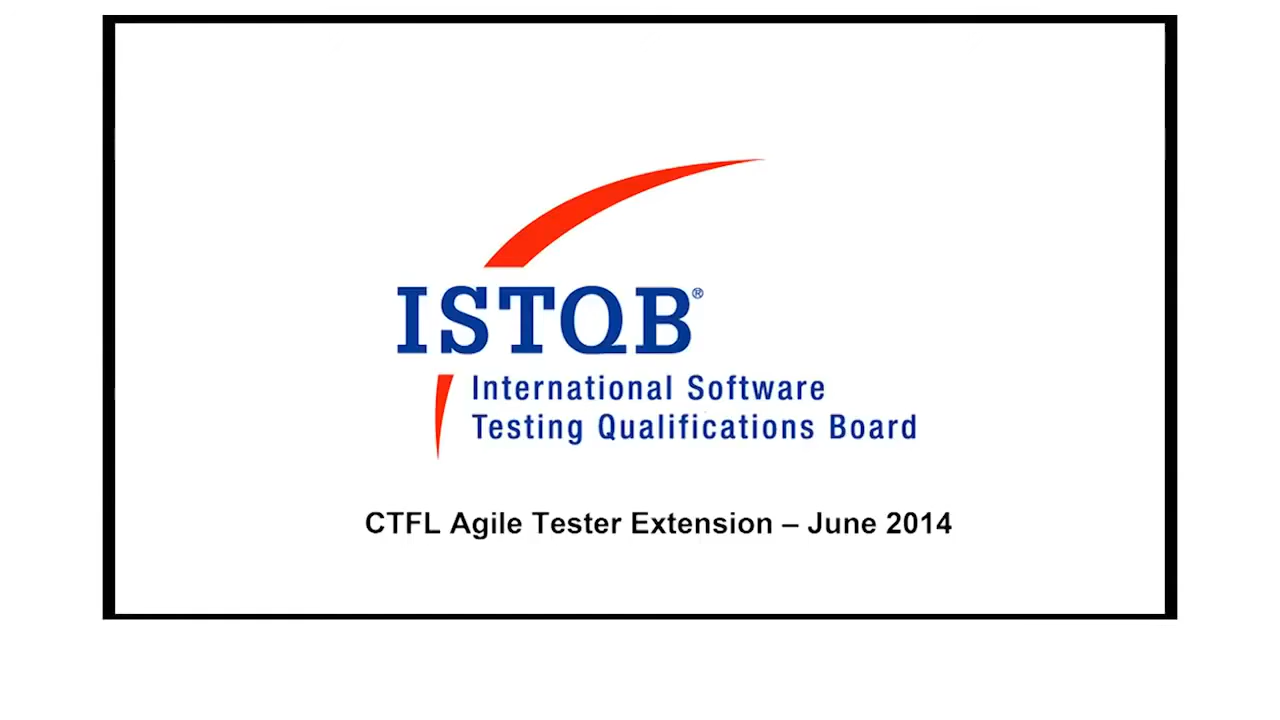 ISTQB®
International Software
Testing Qualifications Board
CTFL Agile Tester Extension – June 2014